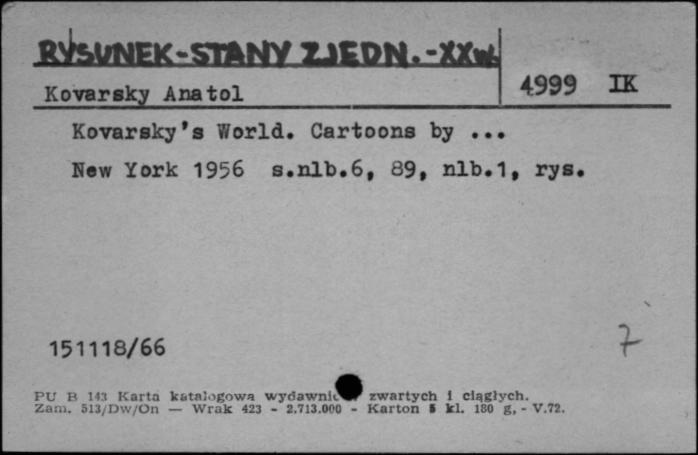 RYSUNEK-STANY ZJEDN.-XXw.
4999 IK
Kovarsky Anatol
Kovarsky's World. Cartoons by ...
New York 1956 s.nlb.6, 89, nlb.1, rys.
151118/66
7
PU B 143 Karta katalogowa zwartych i ciągłych.
Zam. 513/Dw/On — Wrak 423 - 2.713.000 - Karton 5 kl. 180 g, - V.72.